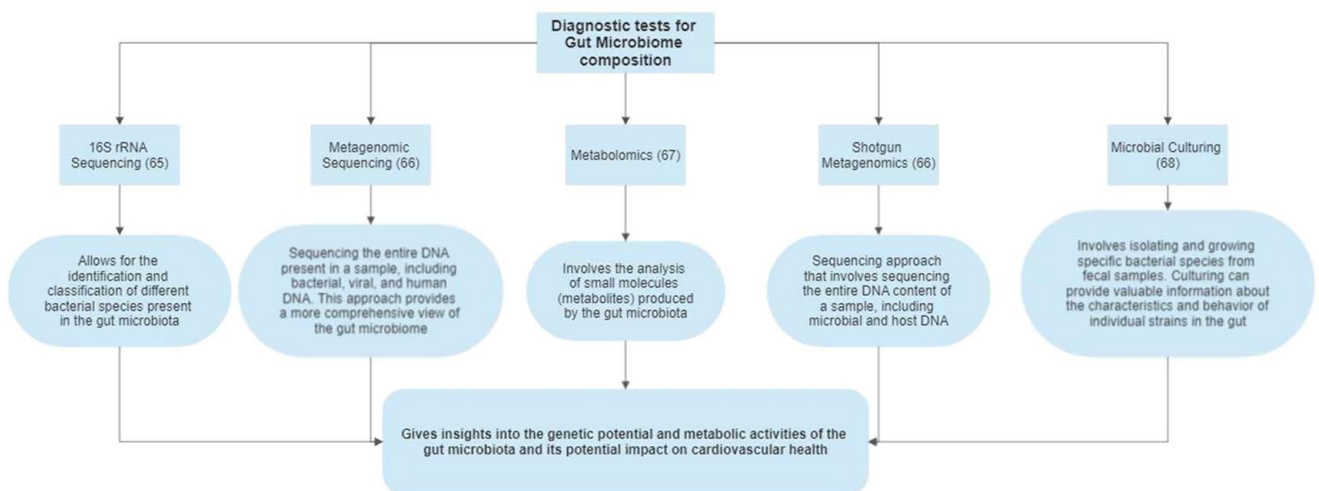 Diagnostic tests for
Gut Microbiome
composition
16S rRNA
Sequencing (65)
Metagenomic
Sequencing (66)
Metabolomics (67)
Shotgun
Metagenomics (66)
Microbial Culturing
(68)
Allows for the
identification and
classification of different
bacterial species present
in the gut microbiota
Sequencing the entire DNA
present in a sample, including
bacterial, viral, and human
DNA. This approach provides
a more comprehensive view of
the gut microbiome
Involves the analysis
of small molecules
(metabolites) produced
by the gut microbiota
Sequencing approach
that involves sequencing
the entire DNA content of
a sample, including
microbial and host DNA
Involves isolating and growing
specific bacterial species from
fecal samples. Culturing can
provide valuable information about
the characteristics and behavior of
individual strains in the gut
Gives insights into the genetic potential and metabolic activities of the
gut microbiota and its potential impact on cardiovascular health